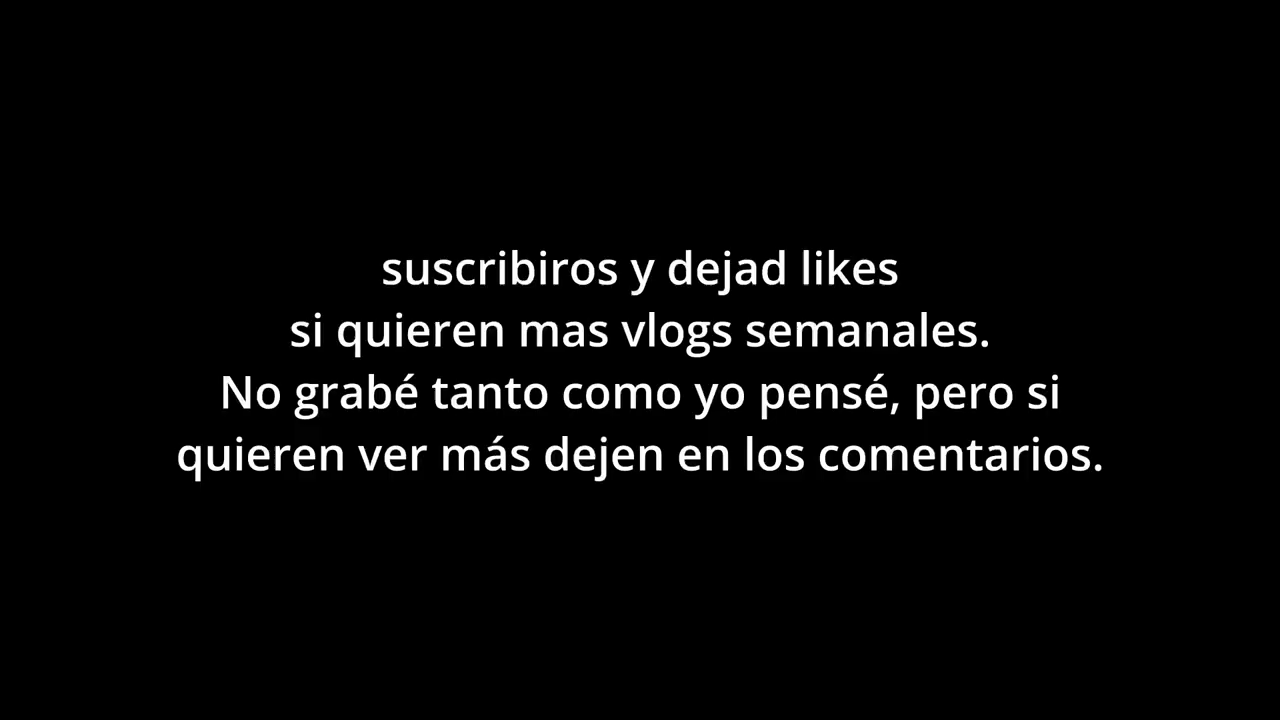 suscribiros y dejad likes
si quieren mas vlogs semanales.
No grabé tanto como yo pensé, pero si
quieren ver más dejen en los comentarios.